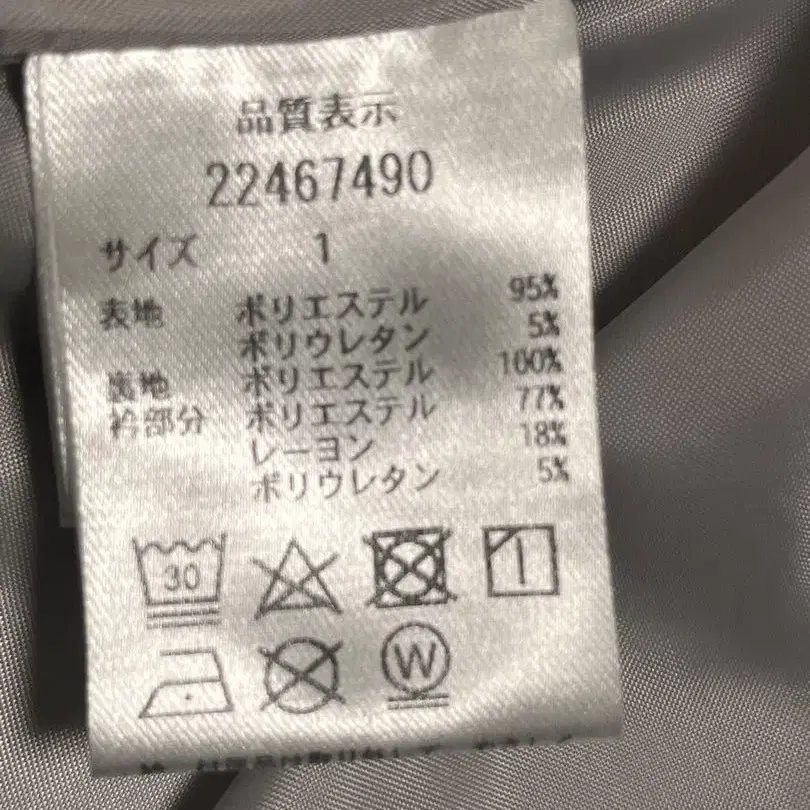 品質表示
22467490
サイズ 1
表地 ポリエステル 95%
ポリウレタン 5%
裏地 ポリエステル 100%
衿部分 ポリエステル 77%
レーヨン 18%
ポリウレタン 5%
30
W